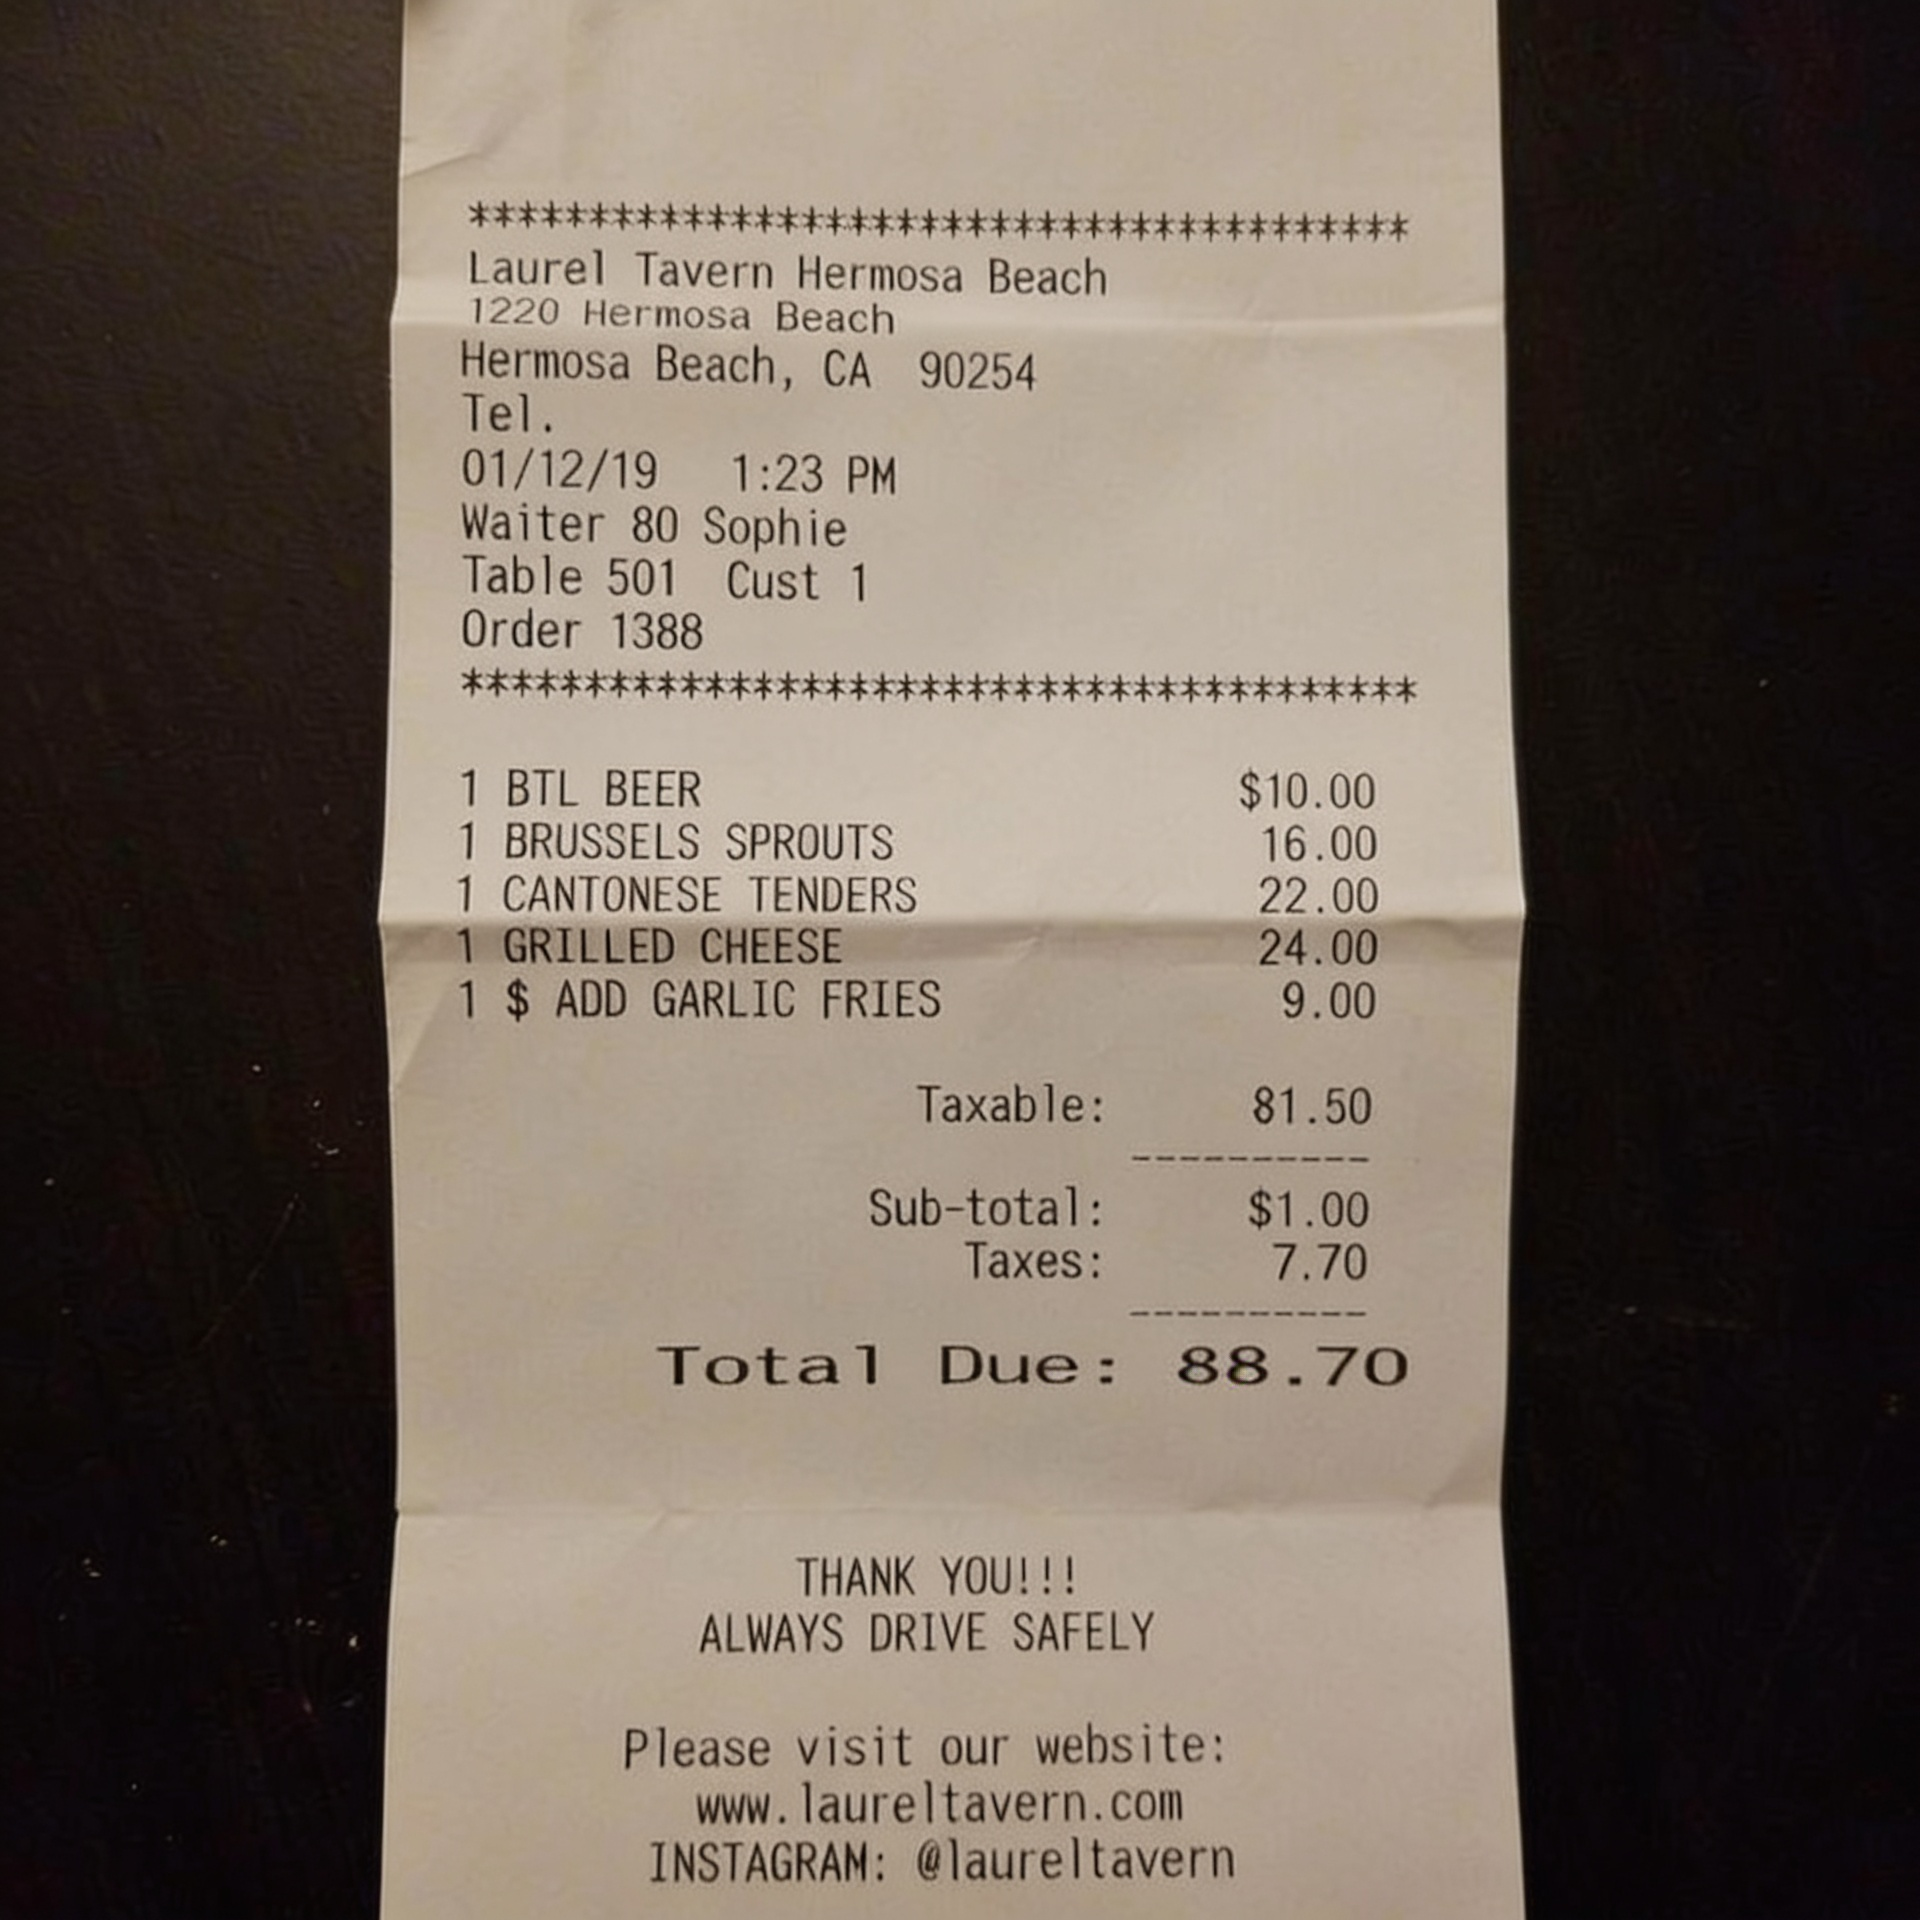 ****************************************
Laurel Tavern Hermosa Beach
1220 Hermosa Beach
Hermosa Beach, CA 90254
Tel.
01/12/19 1:23 PM
Waiter 80 Sophie
Table 501 Cust 1
Order 1388
****************************************
1 BTL BEER $10.00
1 BRUSSELS SPROUTS 16.00
1 CANTONESE TENDERS 22.00
1 GRILLED CHEESE 24.00
1 $ ADD GARLIC FRIES 9.00
Taxable: 81.50
----------
Sub-total: $1.00
Taxes: 7.70
----------
Total Due: 88.70
THANK YOU!!!
ALWAYS DRIVE SAFELY
Please visit our website:
www.laureltavern.com
INSTAGRAM: @laureltavern